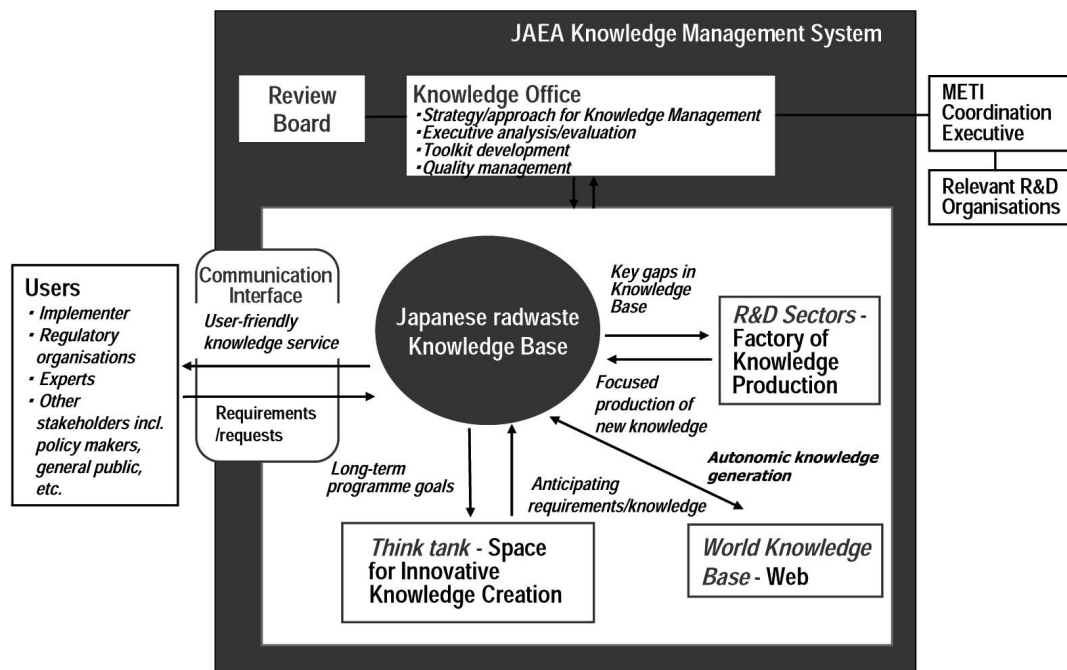 JAEA Knowledge Management System
Review
Board
Knowledge Office
・Strategy/approach for Knowledge Management
・Executive analysis/evaluation
・Toolkit development
・Quality management
METI
Coordination
Executive
Relevant R&D
Organisations
Users
・ Implementer
・ Regulatory
organisations
・ Experts
・ Other
stakeholders incl.
policy makers,
general public,
etc.
Communication
Interface
User-friendly
knowledge service
Requirements
/requests
Japanese radwaste
Knowledge Base
Key gaps in
Knowledge
Base
R&D Sectors -
Factory of
Knowledge
Production
Focused
production of
new knowledge
Autonomic knowledge
generation
Long-term
programme goals
Anticipating
requirements/knowledge
Think tank - Space
for Innovative
Knowledge Creation
World Knowledge
Base - Web